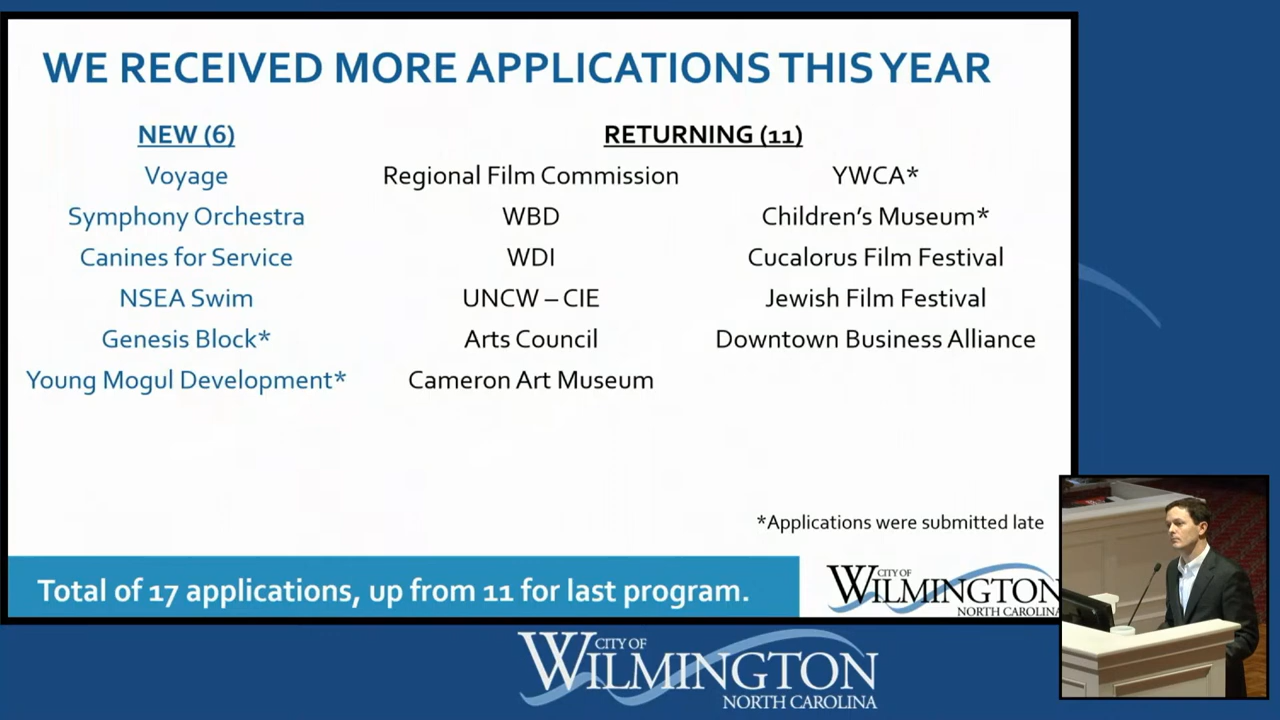 WE RECEIVED MORE APPLICATIONS THIS YEAR
NEW (6)
Voyage
Symphony Orchestra
Canines for Service
NSEA Swim
Genesis Block*
Young Mogul Development*
RETURNING (11)
Regional Film Commission
WBD
WDI
UNCW – CIE
Arts Council
Cameron Art Museum
YWCA*
Children's Museum*
Cucalorus Film Festival
Jewish Film Festival
Downtown Business Alliance
*Applications were submitted late
Total of 17 applications, up from 11 for last program.
CITY OF
WILMINGTON
NORTH CAROLINA
CITY OF
WILMINGTON
NORTH CAROLINA